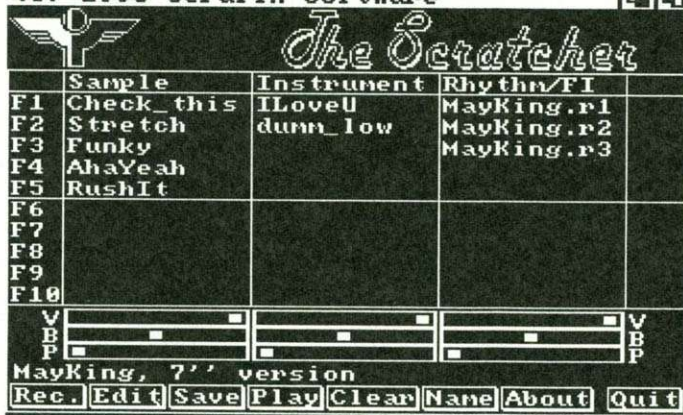 The Scratcher
Sample Instrument Rhythm/FI
F1 Check_this ILoveU MayKing.r1
F2 Stretch dumm_low MayKing.r2
F3 Funky MayKing.r3
F4 AhaYeah
F5 RushIt
F6
F7
F8
F9
F10
V V
B B
P P
MayKing, 7'' version
Rec. Edit Save Play Clear Name About Quit